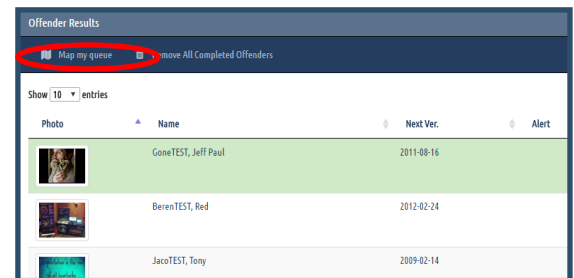 Offender Results
Map my queue Remove All Completed Offenders
Show 10 entries
Photo Name Next Ver. Alert
GoneTEST, Jeff Paul 2011-08-16
BerenTEST, Red 2012-02-24
JacoTEST, Tony 2009-02-14